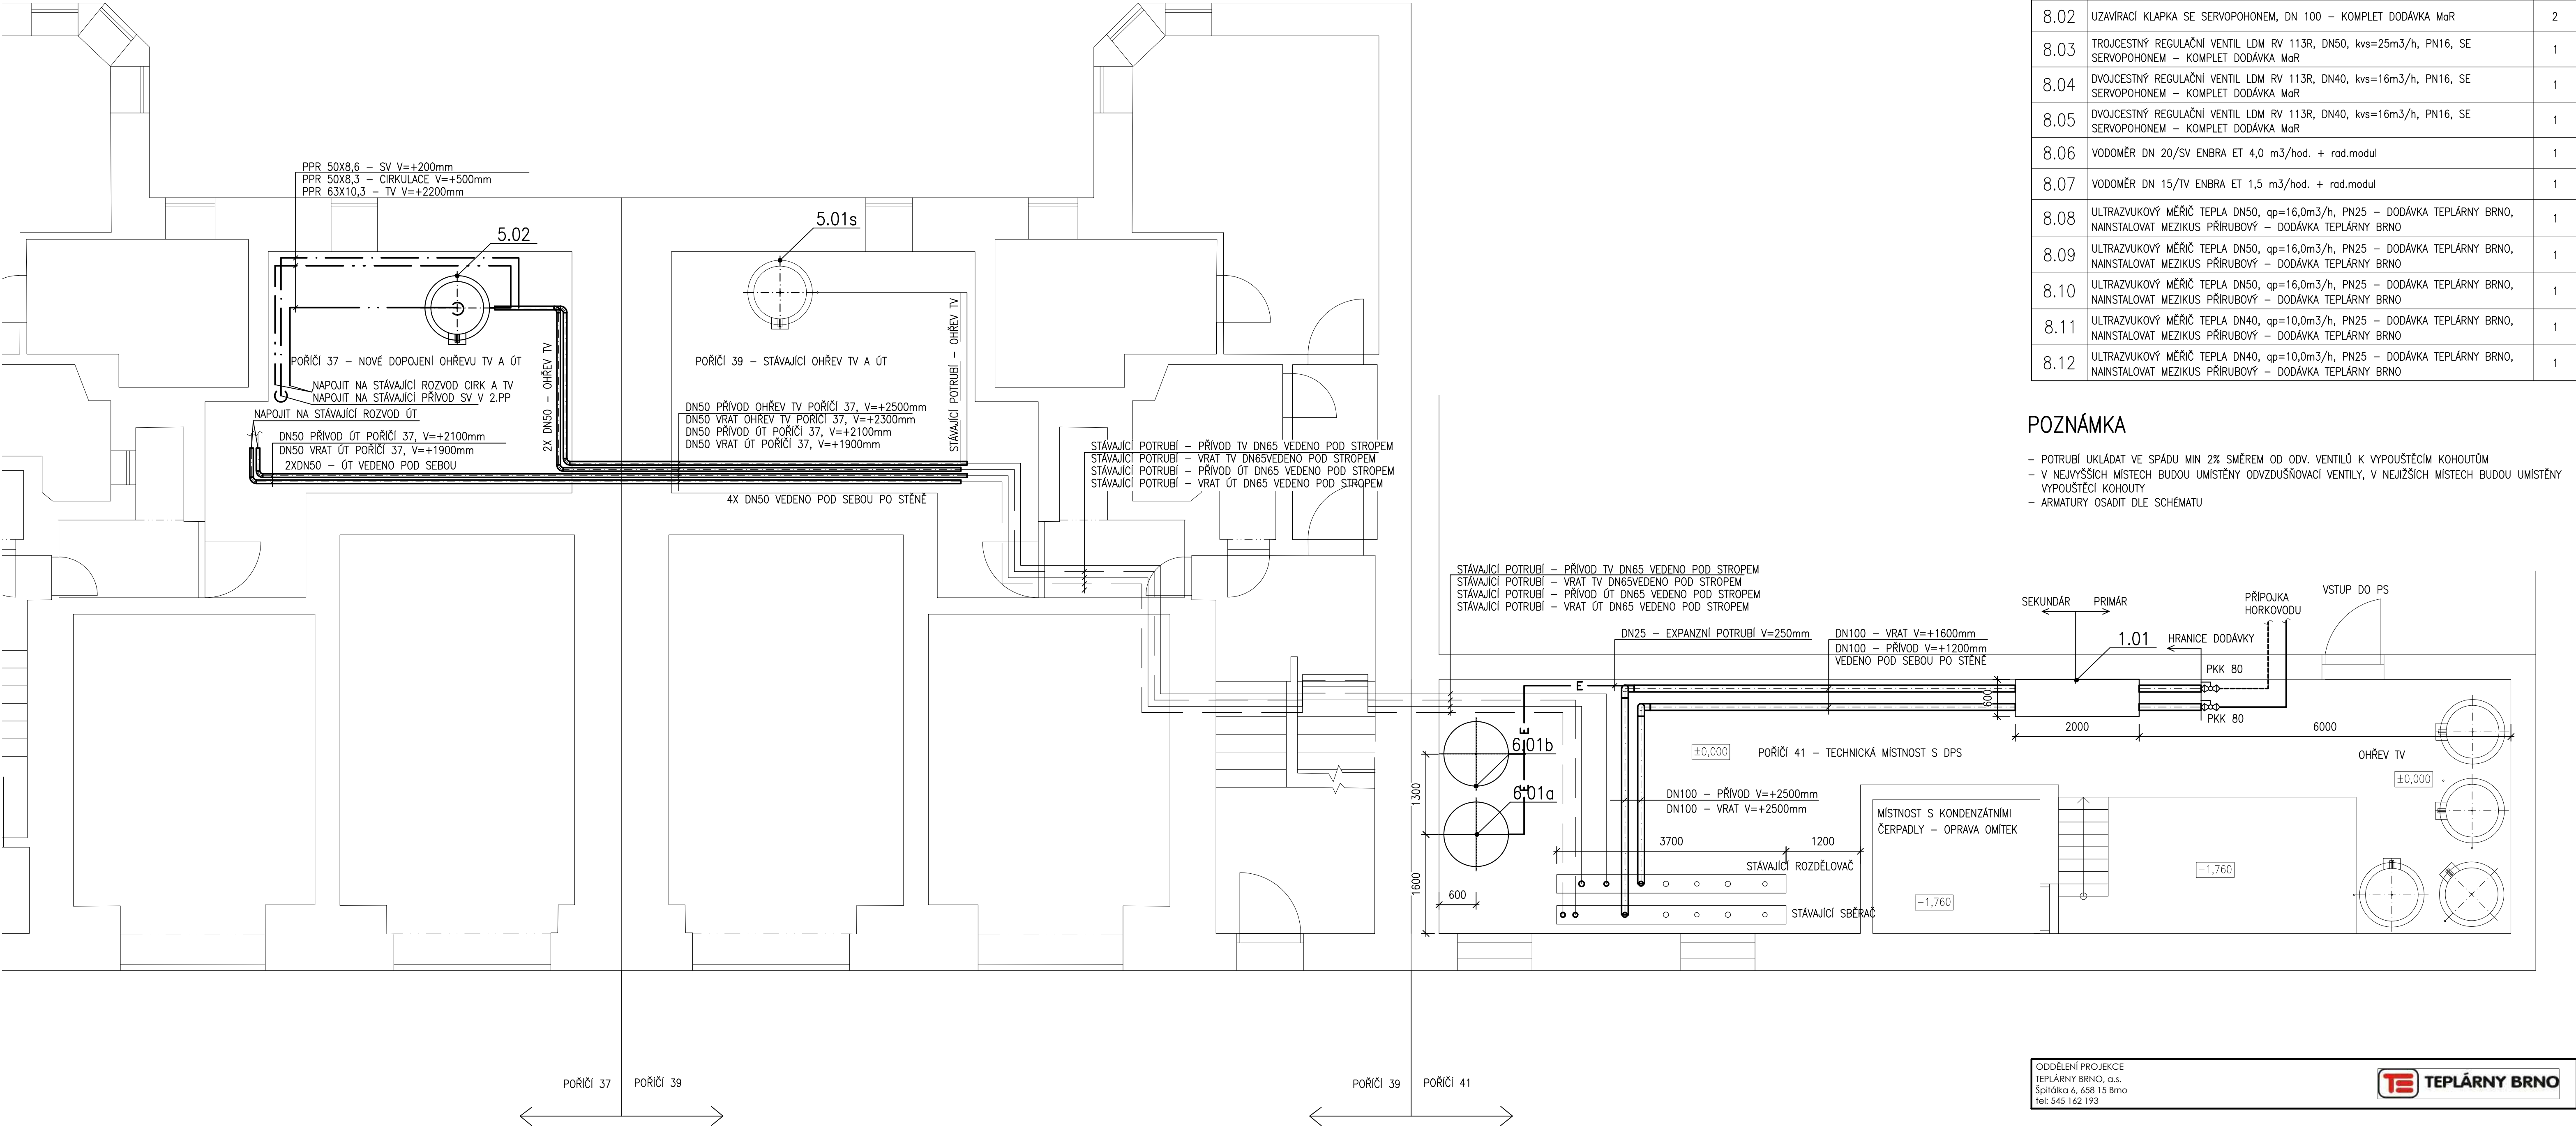 8.02 UZAVÍRACÍ KLAPKA SE SERVOPOHONEM, DN 100 – KOMPLET DODÁVKA MaR 2
8.03 TROJCESTNÝ REGULAČNÍ VENTIL LDM RV 113R, DN50, kvs=25m3/h, PN16, SE
SERVOPOHONEM – KOMPLET DODÁVKA MaR 1
8.04 DVOJCESTNÝ REGULAČNÍ VENTIL LDM RV 113R, DN40, kvs=16m3/h, PN16, SE
SERVOPOHONEM – KOMPLET DODÁVKA MaR 1
8.05 DVOJCESTNÝ REGULAČNÍ VENTIL LDM RV 113R, DN40, kvs=16m3/h, PN16, SE
SERVOPOHONEM – KOMPLET DODÁVKA MaR 1
8.06 VODOMĚR DN 20/SV ENBRA ET 4,0 m3/hod. + rad.modul 1
8.07 VODOMĚR DN 15/TV ENBRA ET 1,5 m3/hod. + rad.modul 1
8.08 ULTRAZVUKOVÝ MĚŘIČ TEPLA DN50, qp=16,0m3/h, PN25 – DODÁVKA TEPLÁRNY BRNO,
NAINSTALOVAT MEZIKUS PŘÍRUBOVÝ – DODÁVKA TEPLÁRNY BRNO 1
8.09 ULTRAZVUKOVÝ MĚŘIČ TEPLA DN50, qp=16,0m3/h, PN25 – DODÁVKA TEPLÁRNY BRNO,
NAINSTALOVAT MEZIKUS PŘÍRUBOVÝ – DODÁVKA TEPLÁRNY BRNO 1
8.10 ULTRAZVUKOVÝ MĚŘIČ TEPLA DN50, qp=16,0m3/h, PN25 – DODÁVKA TEPLÁRNY BRNO,
NAINSTALOVAT MEZIKUS PŘÍRUBOVÝ – DODÁVKA TEPLÁRNY BRNO 1
8.11 ULTRAZVUKOVÝ MĚŘIČ TEPLA DN40, qp=10,0m3/h, PN25 – DODÁVKA TEPLÁRNY BRNO,
NAINSTALOVAT MEZIKUS PŘÍRUBOVÝ – DODÁVKA TEPLÁRNY BRNO 1
8.12 ULTRAZVUKOVÝ MĚŘIČ TEPLA DN40, qp=10,0m3/h, PN25 – DODÁVKA TEPLÁRNY BRNO,
NAINSTALOVAT MEZIKUS PŘÍRUBOVÝ – DODÁVKA TEPLÁRNY BRNO 1
POZNÁMKA
– POTRUBÍ UKLÁDAT VE SPÁDU MIN 2% SMĚREM OD ODV. VENTILŮ K VYPOUŠTĚCÍM KOHOUTŮM
– V NEJVYŠŠÍCH MÍSTECH BUDOU UMÍSTĚNY ODVZDUŠŇOVACÍ VENTILY, V NEJIŽŠÍCH MÍSTECH BUDOU UMÍSTĚNY
VYPOUŠTĚCÍ KOHOUTY
– ARMATURY OSADIT DLE SCHÉMATU
PPR 50X8,6 – SV V=+200mm
PPR 50X8,3 – CIRKULACE V=+500mm
PPR 63X10,3 – TV V=+2200mm
5.02
5.01s
POŘÍČÍ 37 – NOVÉ DOPOJENÍ OHŘEVU TV A ÚT
NAPOJIT NA STÁVAJÍCÍ ROZVOD CIRK A TV
NAPOJIT NA STÁVAJÍCÍ PŘÍVOD SV V 2.PP
NAPOJIT NA STÁVAJÍCÍ ROZVOD ÚT
DN50 PŘÍVOD ÚT POŘÍČÍ 37, V=+2100mm
DN50 VRAT ÚT POŘÍČÍ 37, V=+1900mm
2XDN50 – ÚT VEDENO POD SEBOU
2X DN50 – OHŘEV TV
POŘÍČÍ 39 – STÁVAJÍCÍ OHŘEV TV A ÚT
STÁVAJÍCÍ POTRUBÍ – OHŘEV TV
DN50 PŘÍVOD OHŘEV TV POŘÍČÍ 37, V=+2500mm
DN50 VRAT OHŘEV TV POŘÍČÍ 37, V=+2300mm
DN50 PŘÍVOD ÚT POŘÍČÍ 37, V=+2100mm
DN50 VRAT ÚT POŘÍČÍ 37, V=+1900mm
4X DN50 VEDENO POD SEBOU PO STĚNĚ
STÁVAJÍCÍ POTRUBÍ – PŘÍVOD TV DN65 VEDENO POD STROPEM
STÁVAJÍCÍ POTRUBÍ – VRAT TV DN65VEDENO POD STROPEM
STÁVAJÍCÍ POTRUBÍ – PŘÍVOD ÚT DN65 VEDENO POD STROPEM
STÁVAJÍCÍ POTRUBÍ – VRAT ÚT DN65 VEDENO POD STROPEM
STÁVAJÍCÍ POTRUBÍ – PŘÍVOD TV DN65 VEDENO POD STROPEM
STÁVAJÍCÍ POTRUBÍ – VRAT TV DN65VEDENO POD STROPEM
STÁVAJÍCÍ POTRUBÍ – PŘÍVOD ÚT DN65 VEDENO POD STROPEM
STÁVAJÍCÍ POTRUBÍ – VRAT ÚT DN65 VEDENO POD STROPEM
DN25 – EXPANZNÍ POTRUBÍ V=250mm
DN100 – VRAT V=+1600mm
DN100 – PŘÍVOD V=+1200mm
VEDENO POD SEBOU PO STĚNĚ
SEKUNDÁR PRIMÁR
1.01
HRANICE DODÁVKY
PŘÍPOJKA
HORKOVODU
VSTUP DO PS
PKK 80
PKK 80
E
E
E
600
2000
6000
6.01b
6.01a
1300
1600
600
±0,000
POŘÍČÍ 41 – TECHNICKÁ MÍSTNOST S DPS
OHŘEV TV
±0,000
DN100 – PŘÍVOD V=+2500mm
DN100 – VRAT V=+2500mm
3700
1200
STÁVAJÍCÍ ROZDĚLOVAČ
STÁVAJÍCÍ SBĚRAČ
MÍSTNOST S KONDENZÁTNÍMI
ČERPADLY – OPRAVA OMÍTEK
-1,760
-1,760
POŘÍČÍ 37
POŘÍČÍ 39
POŘÍČÍ 39
POŘÍČÍ 41
ODDĚLENÍ PROJEKCE
TEPLÁRNY BRNO, a.s.
Špitálka 6, 658 15 Brno
tel: 545 162 193
TEPLÁRNY BRNO